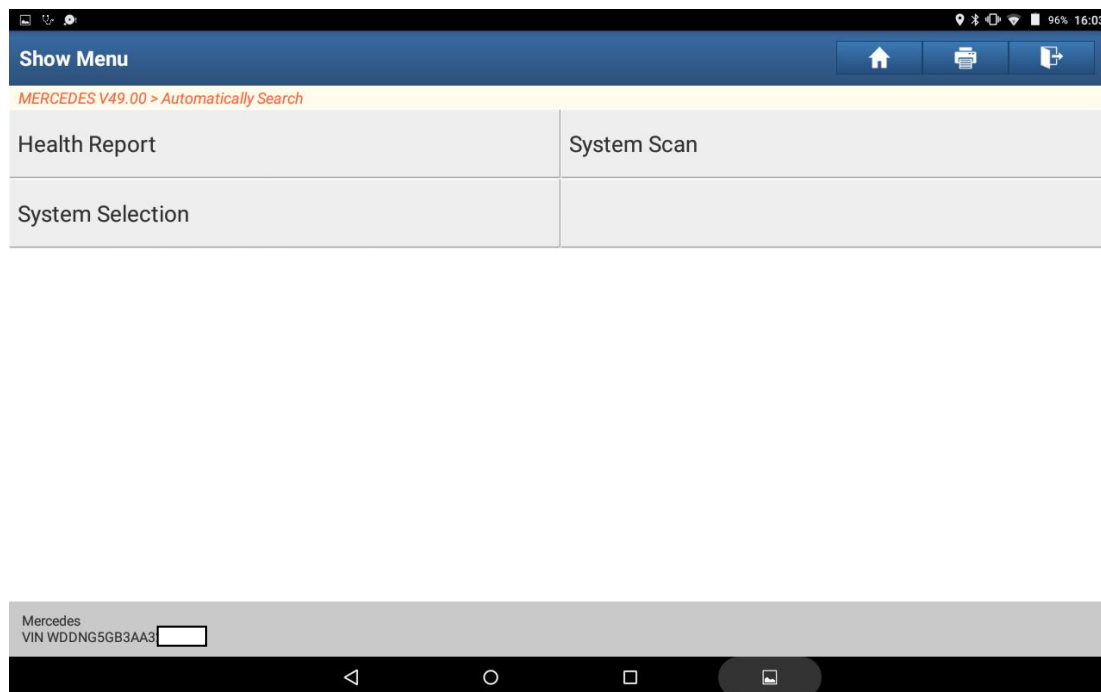 96% 16:03
Show Menu
MERCEDES V49.00 > Automatically Search
Health Report
System Scan
System Selection
Mercedes
VIN WDDNG5GB3AA3